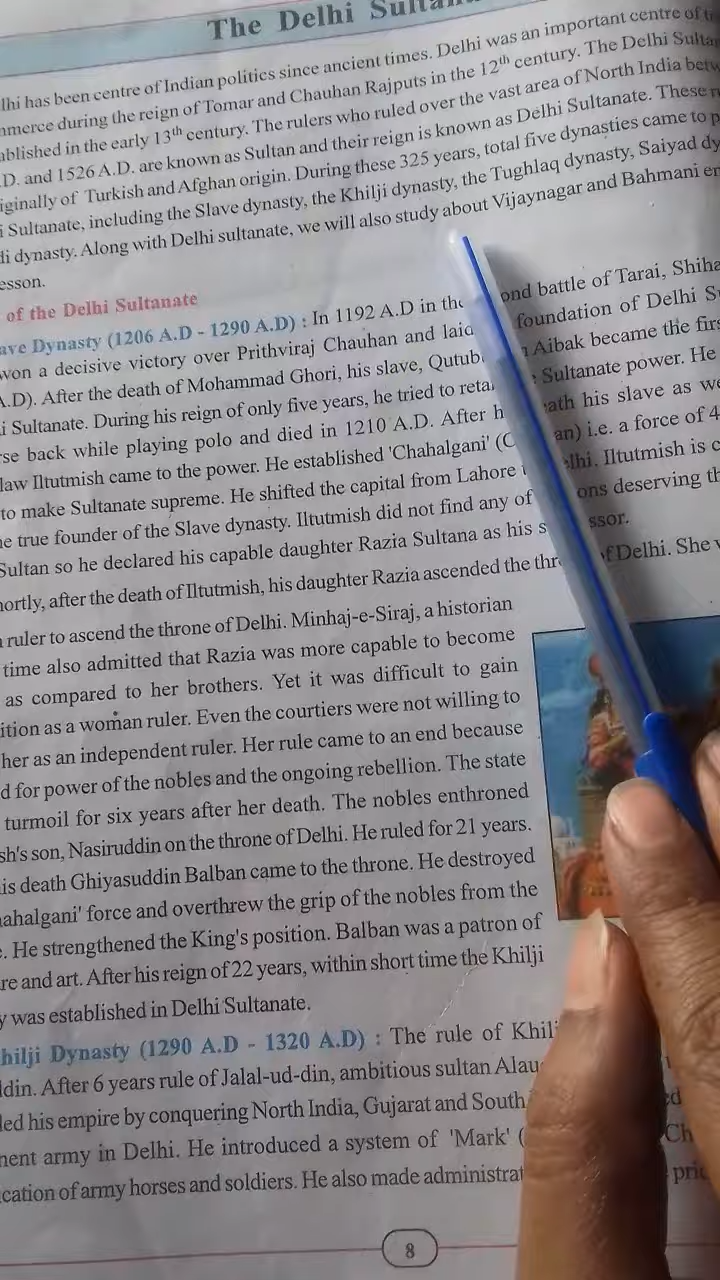 The Delhi
lhi has been centre of Indian politics since ancient times. Delhi was an important centre of
mmerce during the reign of Tomar and Chauhan Rajputs in the 12th century. The Delhi Sulta
ablished in the early 13th century. The rulers who ruled over the vast area of North India betw
.D. and 1526 A.D. are known as Sultan and their reign is known as Delhi Sultanate. These r
iginally of Turkish and Afghan origin. During these 325 years, total five dynasties came to p
i Sultanate, including the Slave dynasty, the Khilji dynasty, the Tughlaq dynasty, Saiyad dy
di dynasty. Along with Delhi sultanate, we will also study about Vijaynagar and Bahmani em
esson.
of the Delhi Sultanate
ave Dynasty (1206 A.D - 1290 A.D) : In 1192 A.D in the ond battle of Tarai, Shiha
won a decisive victory over Prithviraj Chauhan and laid foundation of Delhi S
A.D). After the death of Mohammad Ghori, his slave, Qutub Aibak became the firs
i Sultanate. During his reign of only five years, he tried to reta Sultanate power. He
rse back while playing polo and died in 1210 A.D. After h ath his slave as we
law Iltutmish came to the power. He established 'Chahalgani' (C an) i.e. a force of 4
to make Sultanate supreme. He shifted the capital from Lahore elhi. Iltutmish is c
he true founder of the Slave dynasty. Iltutmish did not find any of ons deserving th
Sultan so he declared his capable daughter Razia Sultana as his s ssor.
hortly, after the death of Iltutmish, his daughter Razia ascended the thr of Delhi. She
ruler to ascend the throne of Delhi. Minhaj-e-Siraj, a historian
time also admitted that Razia was more capable to become
as compared to her brothers. Yet it was difficult to gain
ition as a woman ruler. Even the courtiers were not willing to
her as an independent ruler. Her rule came to an end because
d for power of the nobles and the ongoing rebellion. The state
turmoil for six years after her death. The nobles enthroned
sh's son, Nasiruddin on the throne of Delhi. He ruled for 21 years.
is death Ghiyasuddin Balban came to the throne. He destroyed
ahalgani' force and overthrew the grip of the nobles from the
. He strengthened the King's position. Balban was a patron of
re and art. After his reign of 22 years, within short time the Khilji
y was established in Delhi Sultanate.
hilji Dynasty (1290 A.D - 1320 A.D) : The rule of Khil
ddin. After 6 years rule of Jalal-ud-din, ambitious sultan Alau
ded his empire by conquering North India, Gujarat and South
nent army in Delhi. He introduced a system of 'Mark' ( Ch
cation of army horses and soldiers. He also made administrat pric
8